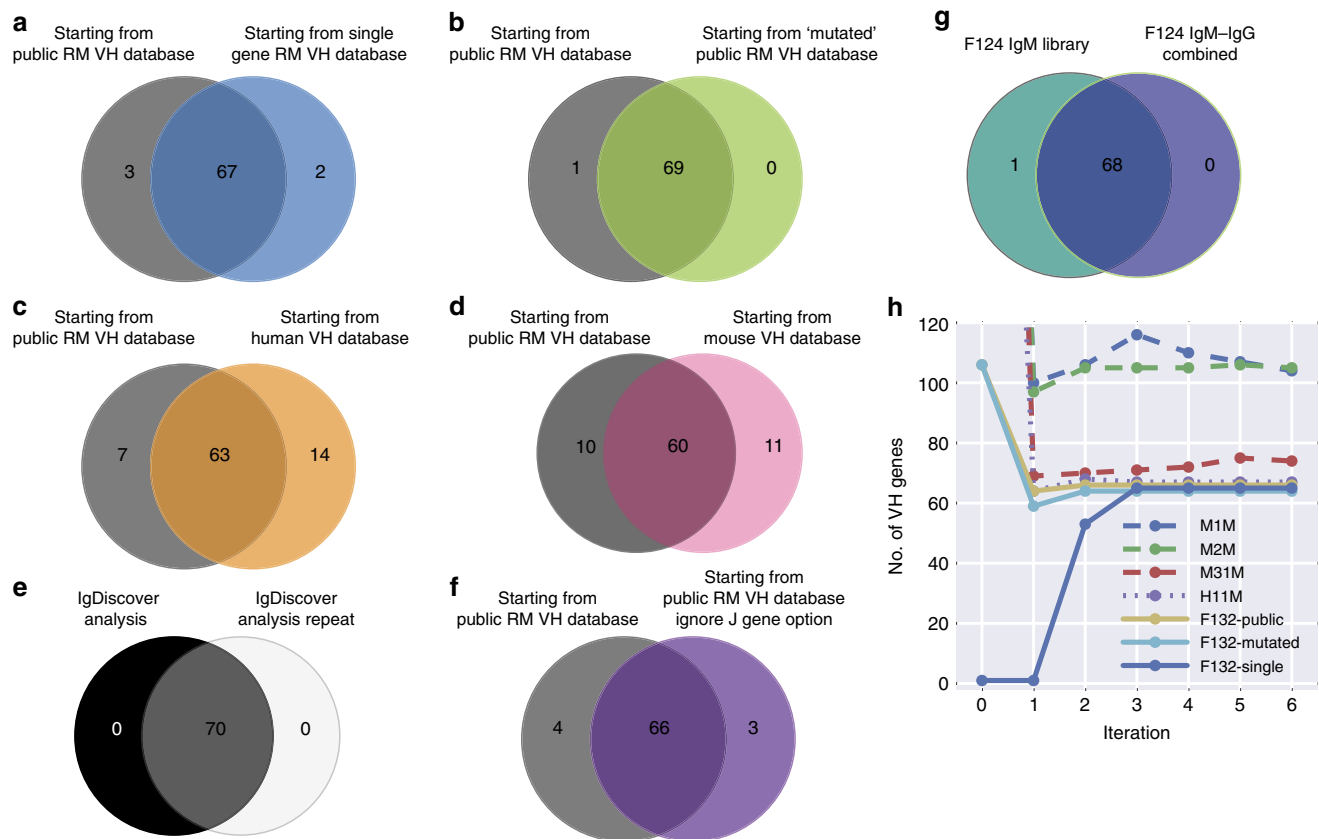 a
Starting from
public RM VH database
Starting from single
gene RM VH database
3
67
2
b
Starting from
public RM VH database
Starting from ‘mutated’
public RM VH database
1
69
0
c
Starting from
public RM VH database
Starting from
human VH database
7
63
14
d
Starting from
public RM VH database
Starting from
mouse VH database
10
60
11
e
IgDiscover
analysis
IgDiscover
analysis repeat
0
70
0
f
Starting from
public RM VH database
Starting from
public RM VH database
ignore J gene option
4
66
3
g
F124 IgM library
F124 IgM–IgG
combined
1
68
0
h
No. of VH genes
120
100
80
60
40
20
0
M1M
M2M
M31M
H11M
F132-public
F132-mutated
F132-single
0 1 2 3 4 5 6
Iteration